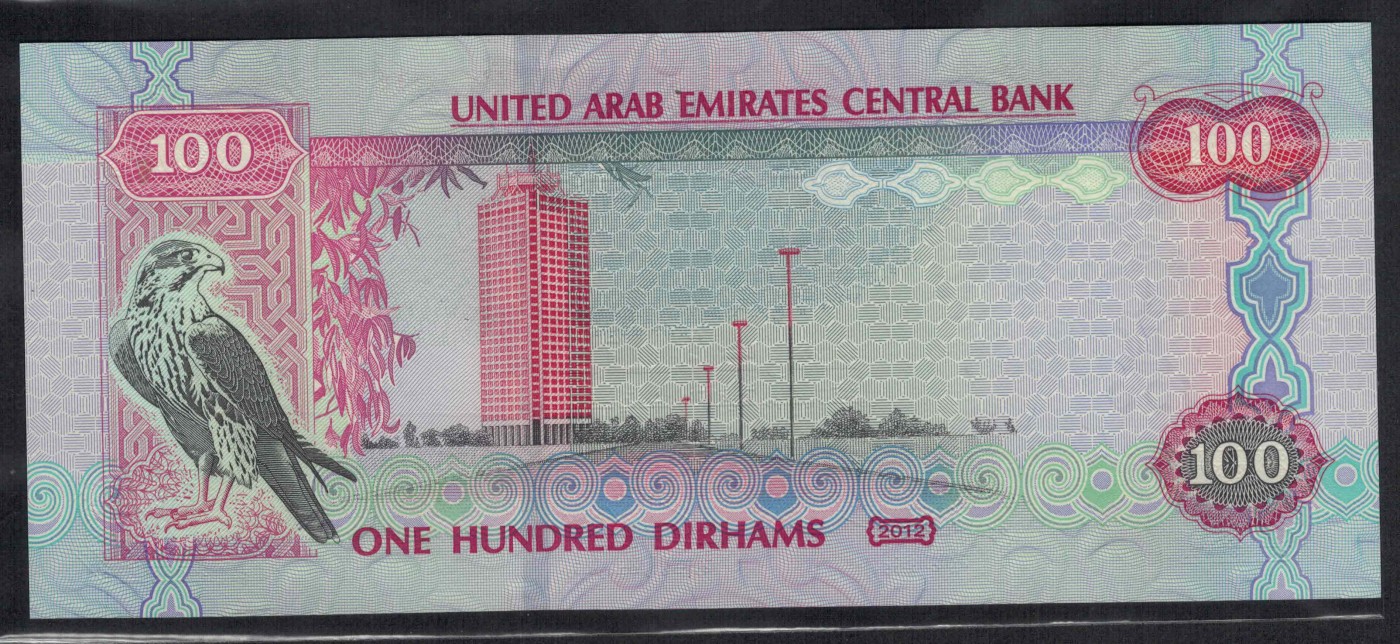 UNITED ARAB EMIRATES CENTRAL BANK
100
100
100
ONE HUNDRED DIRHAMS
2012